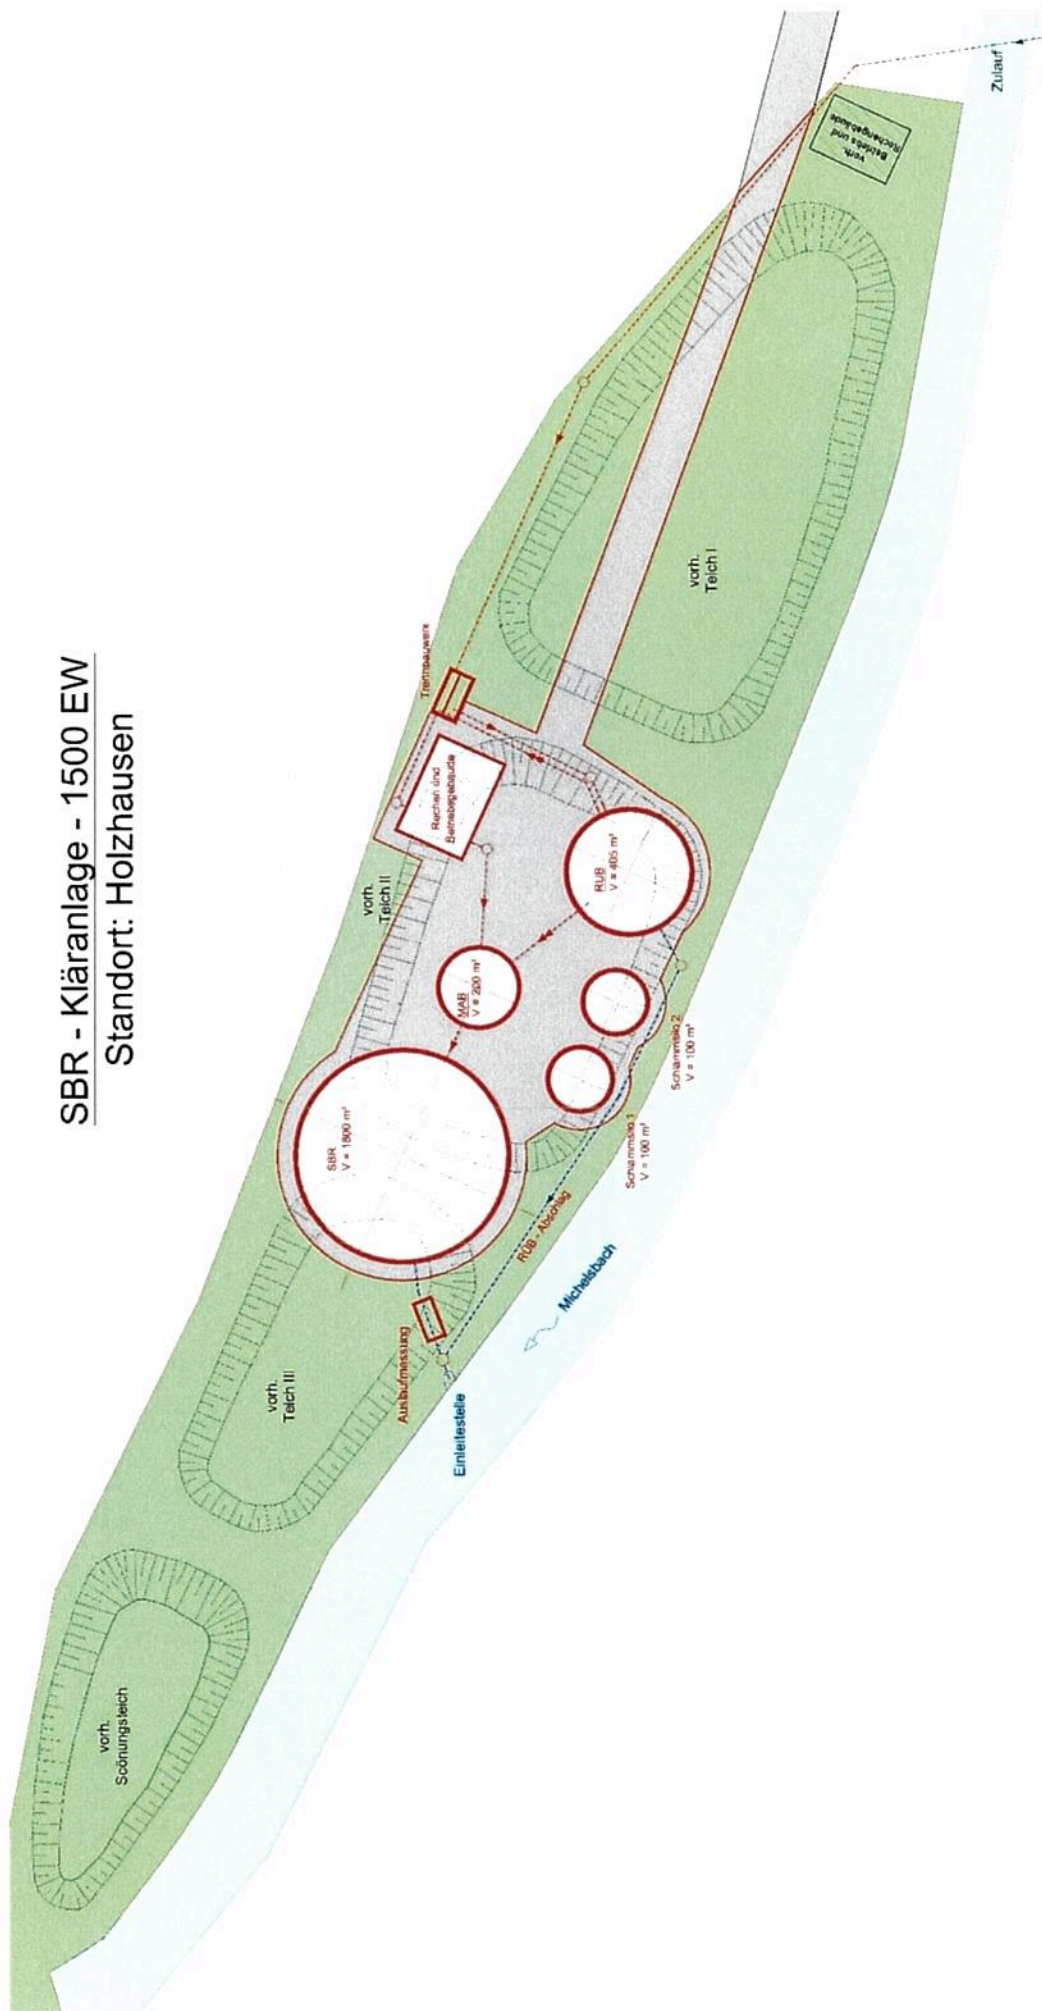 SBR - Kläranlage - 1500 EW
Standort: Holzhausen
vorh.
Scönungsteich
vorh.
Teich III
Einleitestelle
Auslaufmessung
Michelsbach
RÜB - Abschlag
SBR
V = 1800 m³
Schlammsilo 1
V = 100 m³
Schlammsilo 2
V = 100 m³
MAB
V = 200 m³
vorh.
Teich II
RÜB
V = 405 m³
Rechen und
Betriebsgebäude
Trennbauwerk
vorh.
Teich I
vorh.
Betriebs und
Rechengebäude
Zulauf